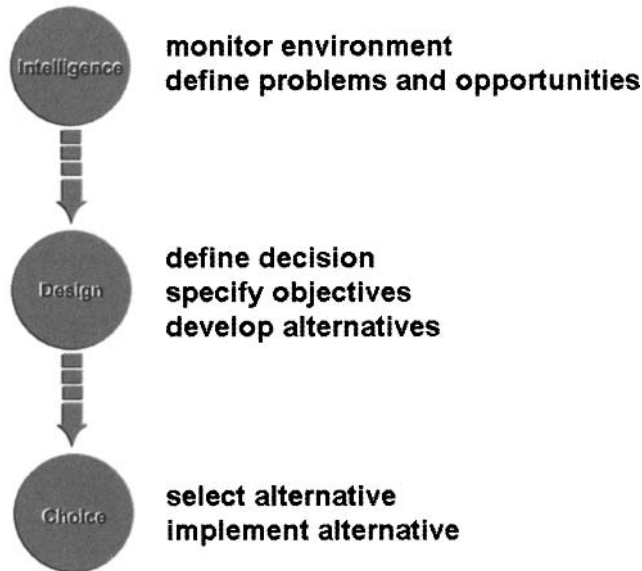 Intelligence
monitor environment
define problems and opportunities
Design
define decision
specify objectives
develop alternatives
Choice
select alternative
implement alternative